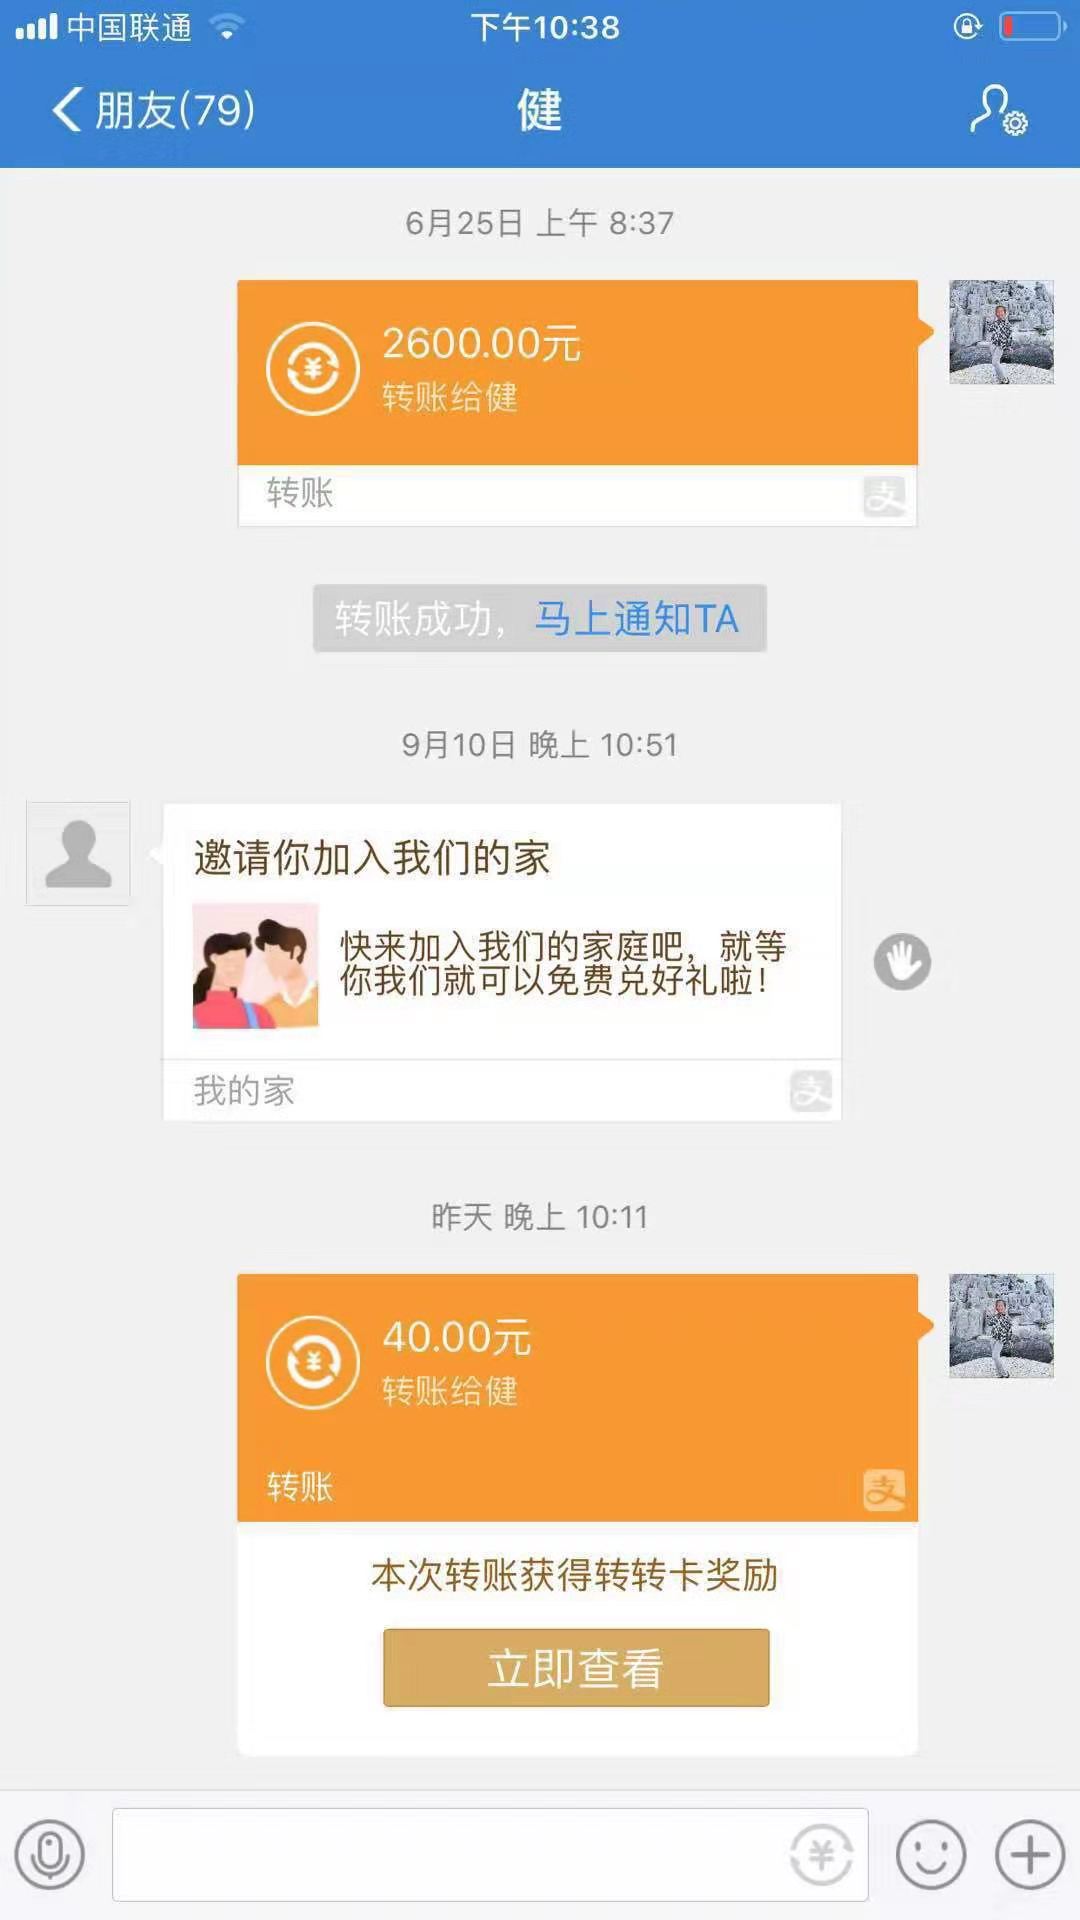 中国联通
下午10:38
朋友(79)
健
6月25日 上午 8:37
2600.00元
转账给健
转账
支
转账成功，马上通知TA
9月10日 晚上 10:51
邀请你加入我们的家
快来加入我们的家庭吧，就等
你我们就可以免费兑好礼啦！
我的家
支
昨天 晚上 10:11
40.00元
转账给健
转账
支
本次转账获得转转卡奖励
立即查看